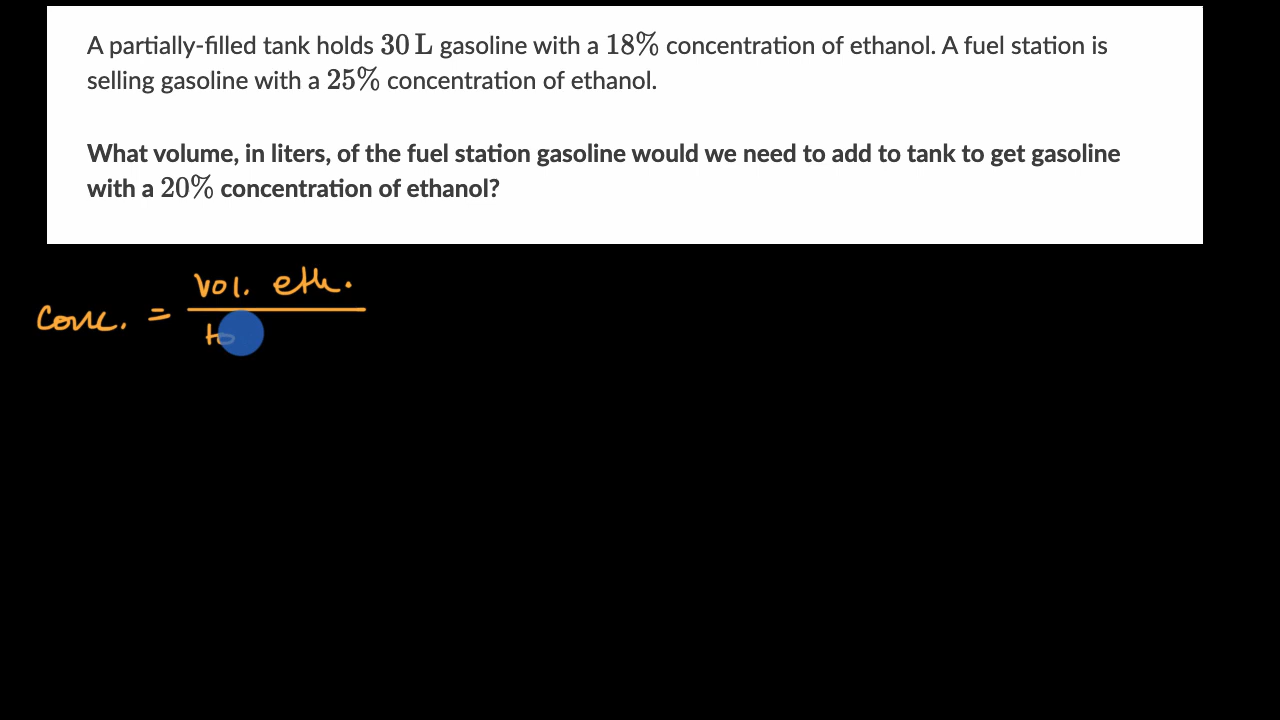 A partially-filled tank holds 30 L gasoline with a 18% concentration of ethanol. A fuel station is
selling gasoline with a 25% concentration of ethanol.
What volume, in liters, of the fuel station gasoline would we need to add to tank to get gasoline
with a 20% concentration of ethanol?
vol. eth.
Conc. =
to